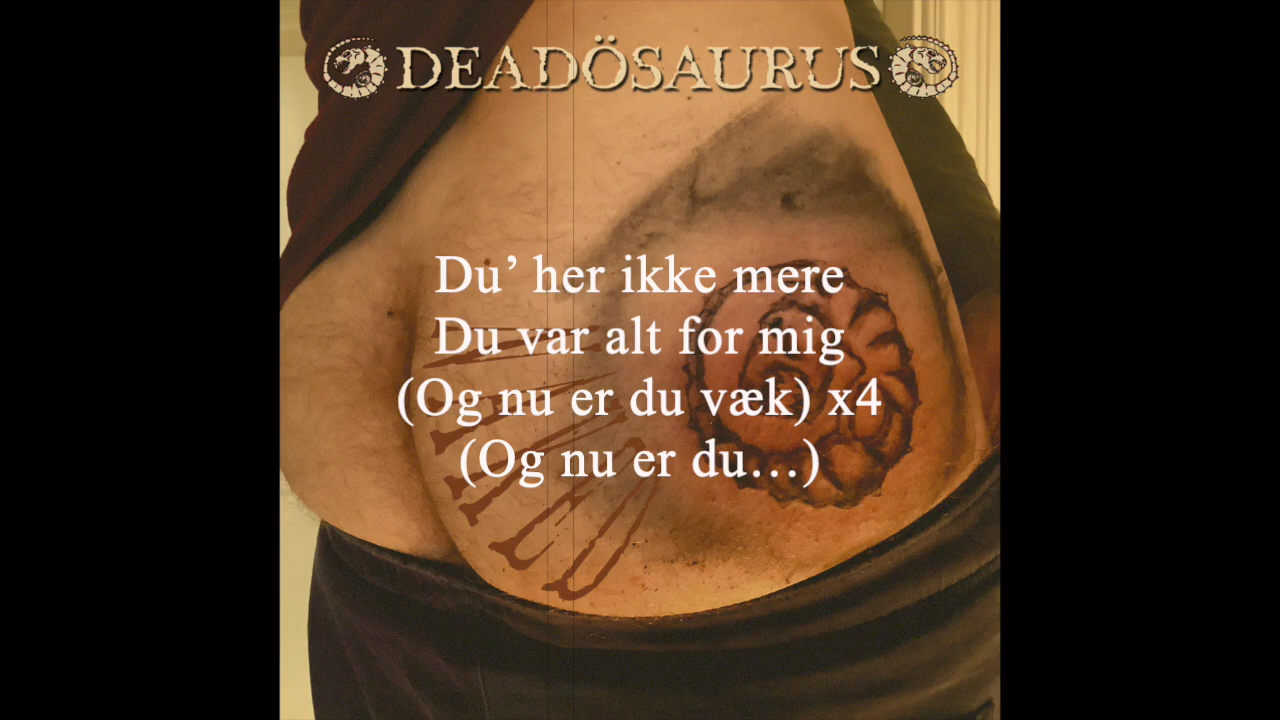 DEADÖSAURUS
Du’ her ikke mere
Du var alt for mig
(Og nu er du væk) x4
(Og nu er du…)